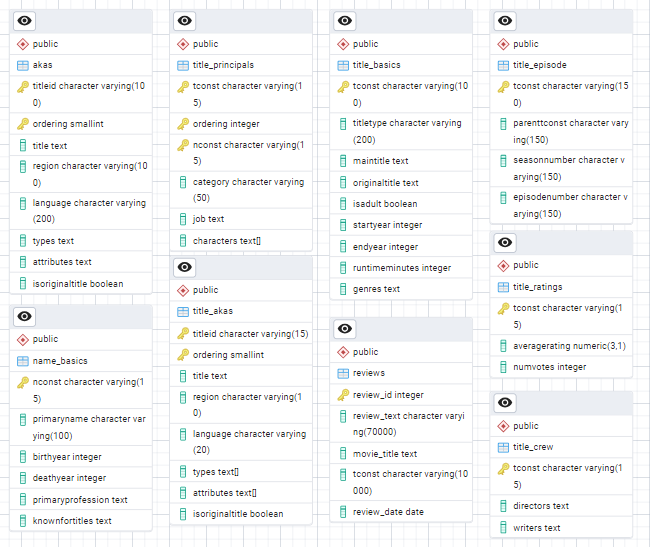 public
akas
titleid character varying(10
0)
ordering smallint
title text
region character varying(10
0)
language character varying
(200)
types text
attributes text
isoriginaltitle boolean
public
name_basics
nconst character varying(1
5)
primaryname character var
ying(100)
birthyear integer
deathyear integer
primaryprofession text
knownfortitles text
public
title_principals
tconst character varying(1
5)
ordering integer
nconst character varying(1
5)
category character varying
(50)
job text
characters text[]
public
title_akas
titleid character varying(15)
ordering smallint
title text
region character varying(1
0)
language character varying
(20)
types text[]
attributes text[]
isoriginaltitle boolean
public
title_basics
tconst character varying(10
0)
titletype character varying
(200)
maintitle text
originaltitle text
isadult boolean
startyear integer
endyear integer
runtimeminutes integer
genres text
public
reviews
review_id integer
review_text character varyi
ng(70000)
movie_title text
tconst character varying(10
000)
review_date date
public
title_episode
tconst character varying(15
0)
parenttconst character vary
ing(150)
seasonnumber character v
arying(150)
episodenumber character v
arying(150)
public
title_ratings
tconst character varying(1
5)
averagerating numeric(3,1)
numvotes integer
public
title_crew
tconst character varying(1
5)
directors text
writers text